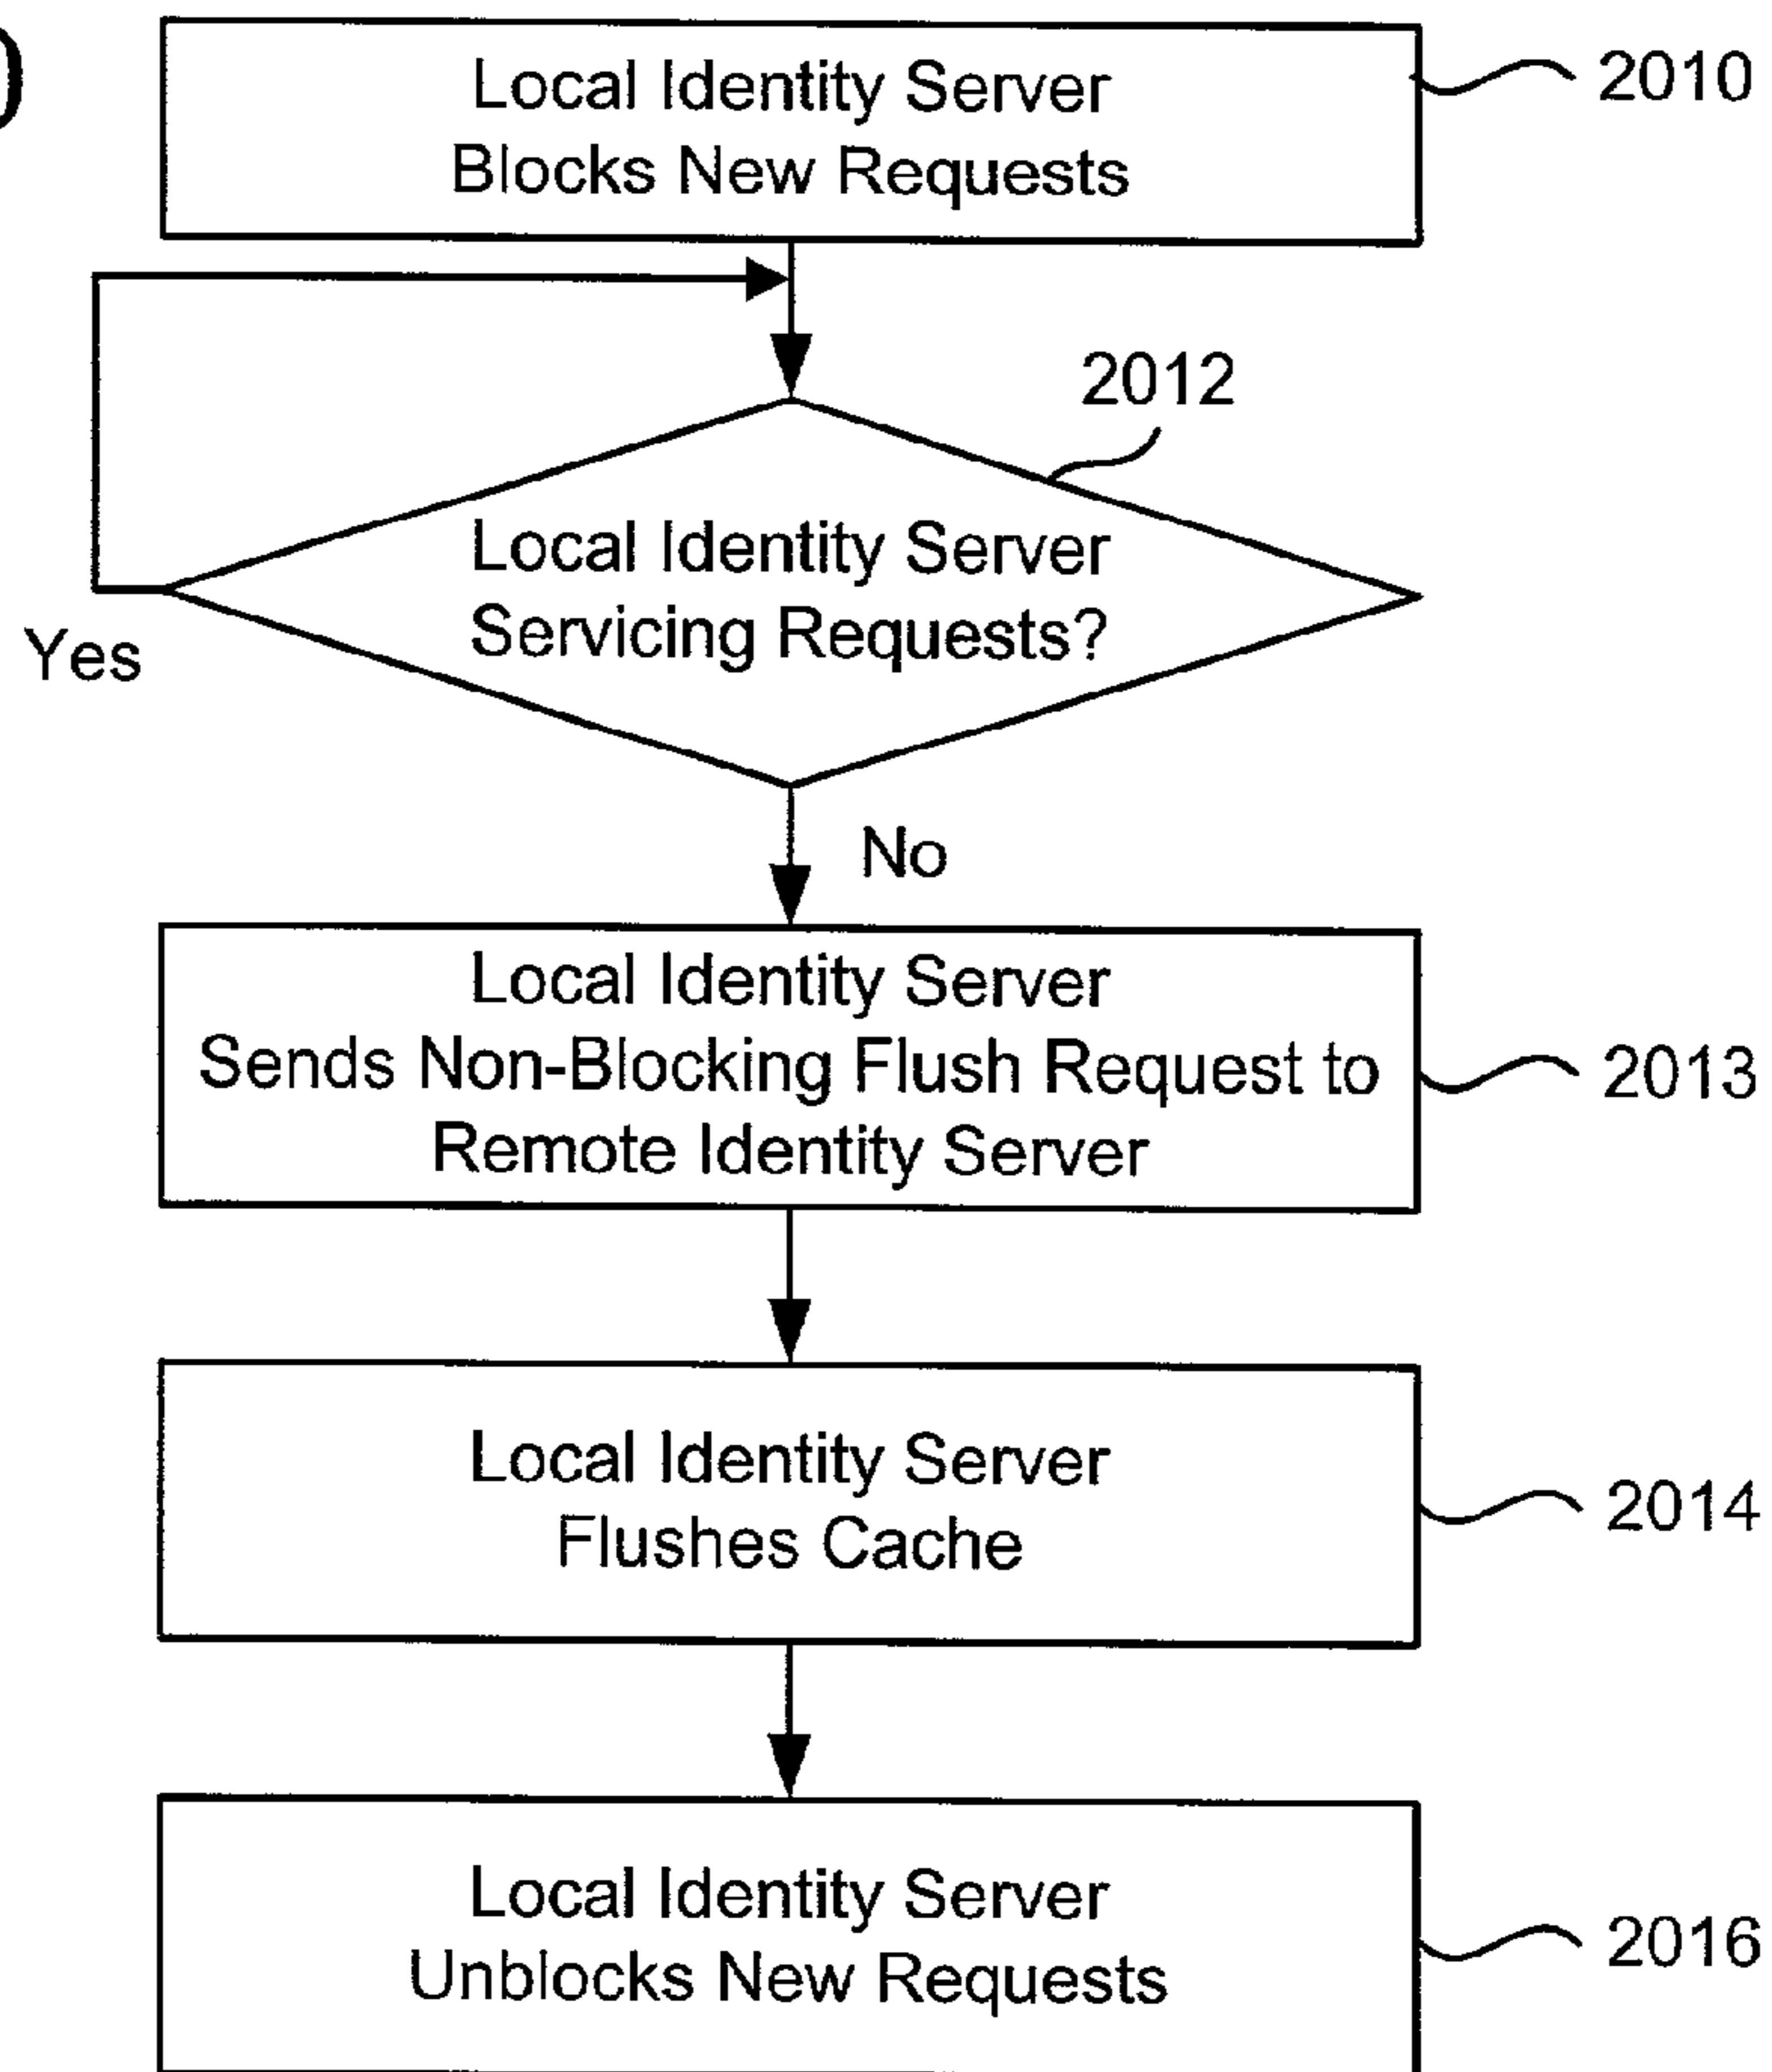 Local Identity Server
Blocks New Requests
2010
2012
Local Identity Server
Servicing Requests?
Yes
No
Local Identity Server
Sends Non-Blocking Flush Request to
Remote Identity Server
2013
Local Identity Server
Flushes Cache
2014
Local Identity Server
Unblocks New Requests
2016